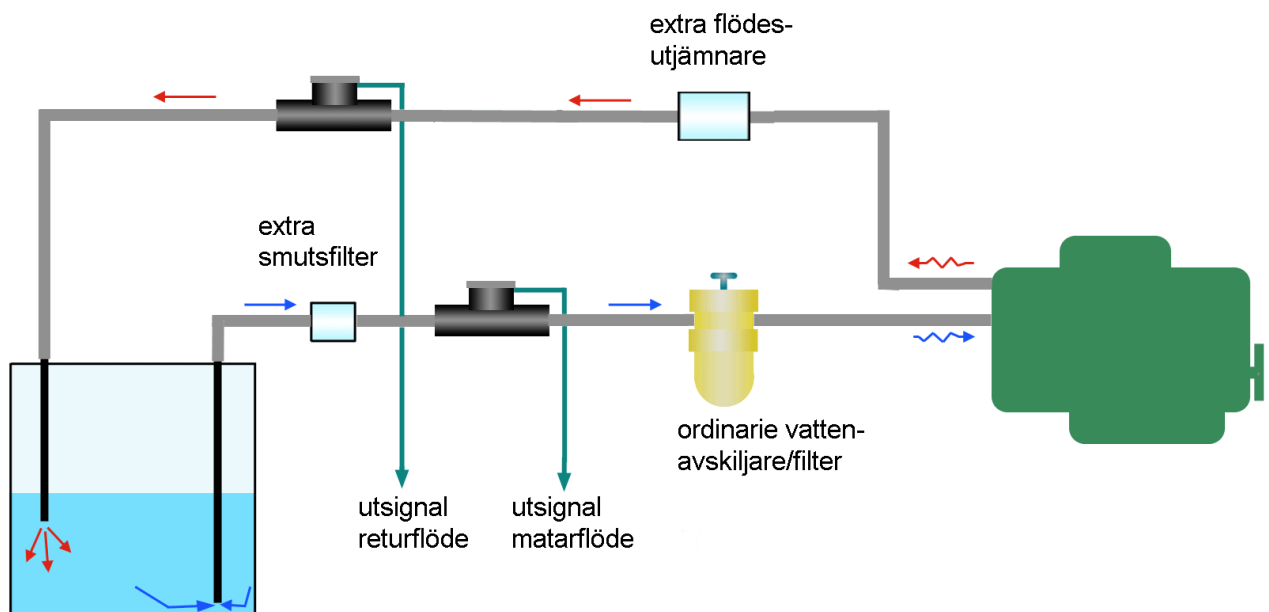 extra flödes-
utjämnare
extra
smutsfilter
ordinarie vatten-
avskiljare/filter
utsignal
returflöde
utsignal
matarflöde